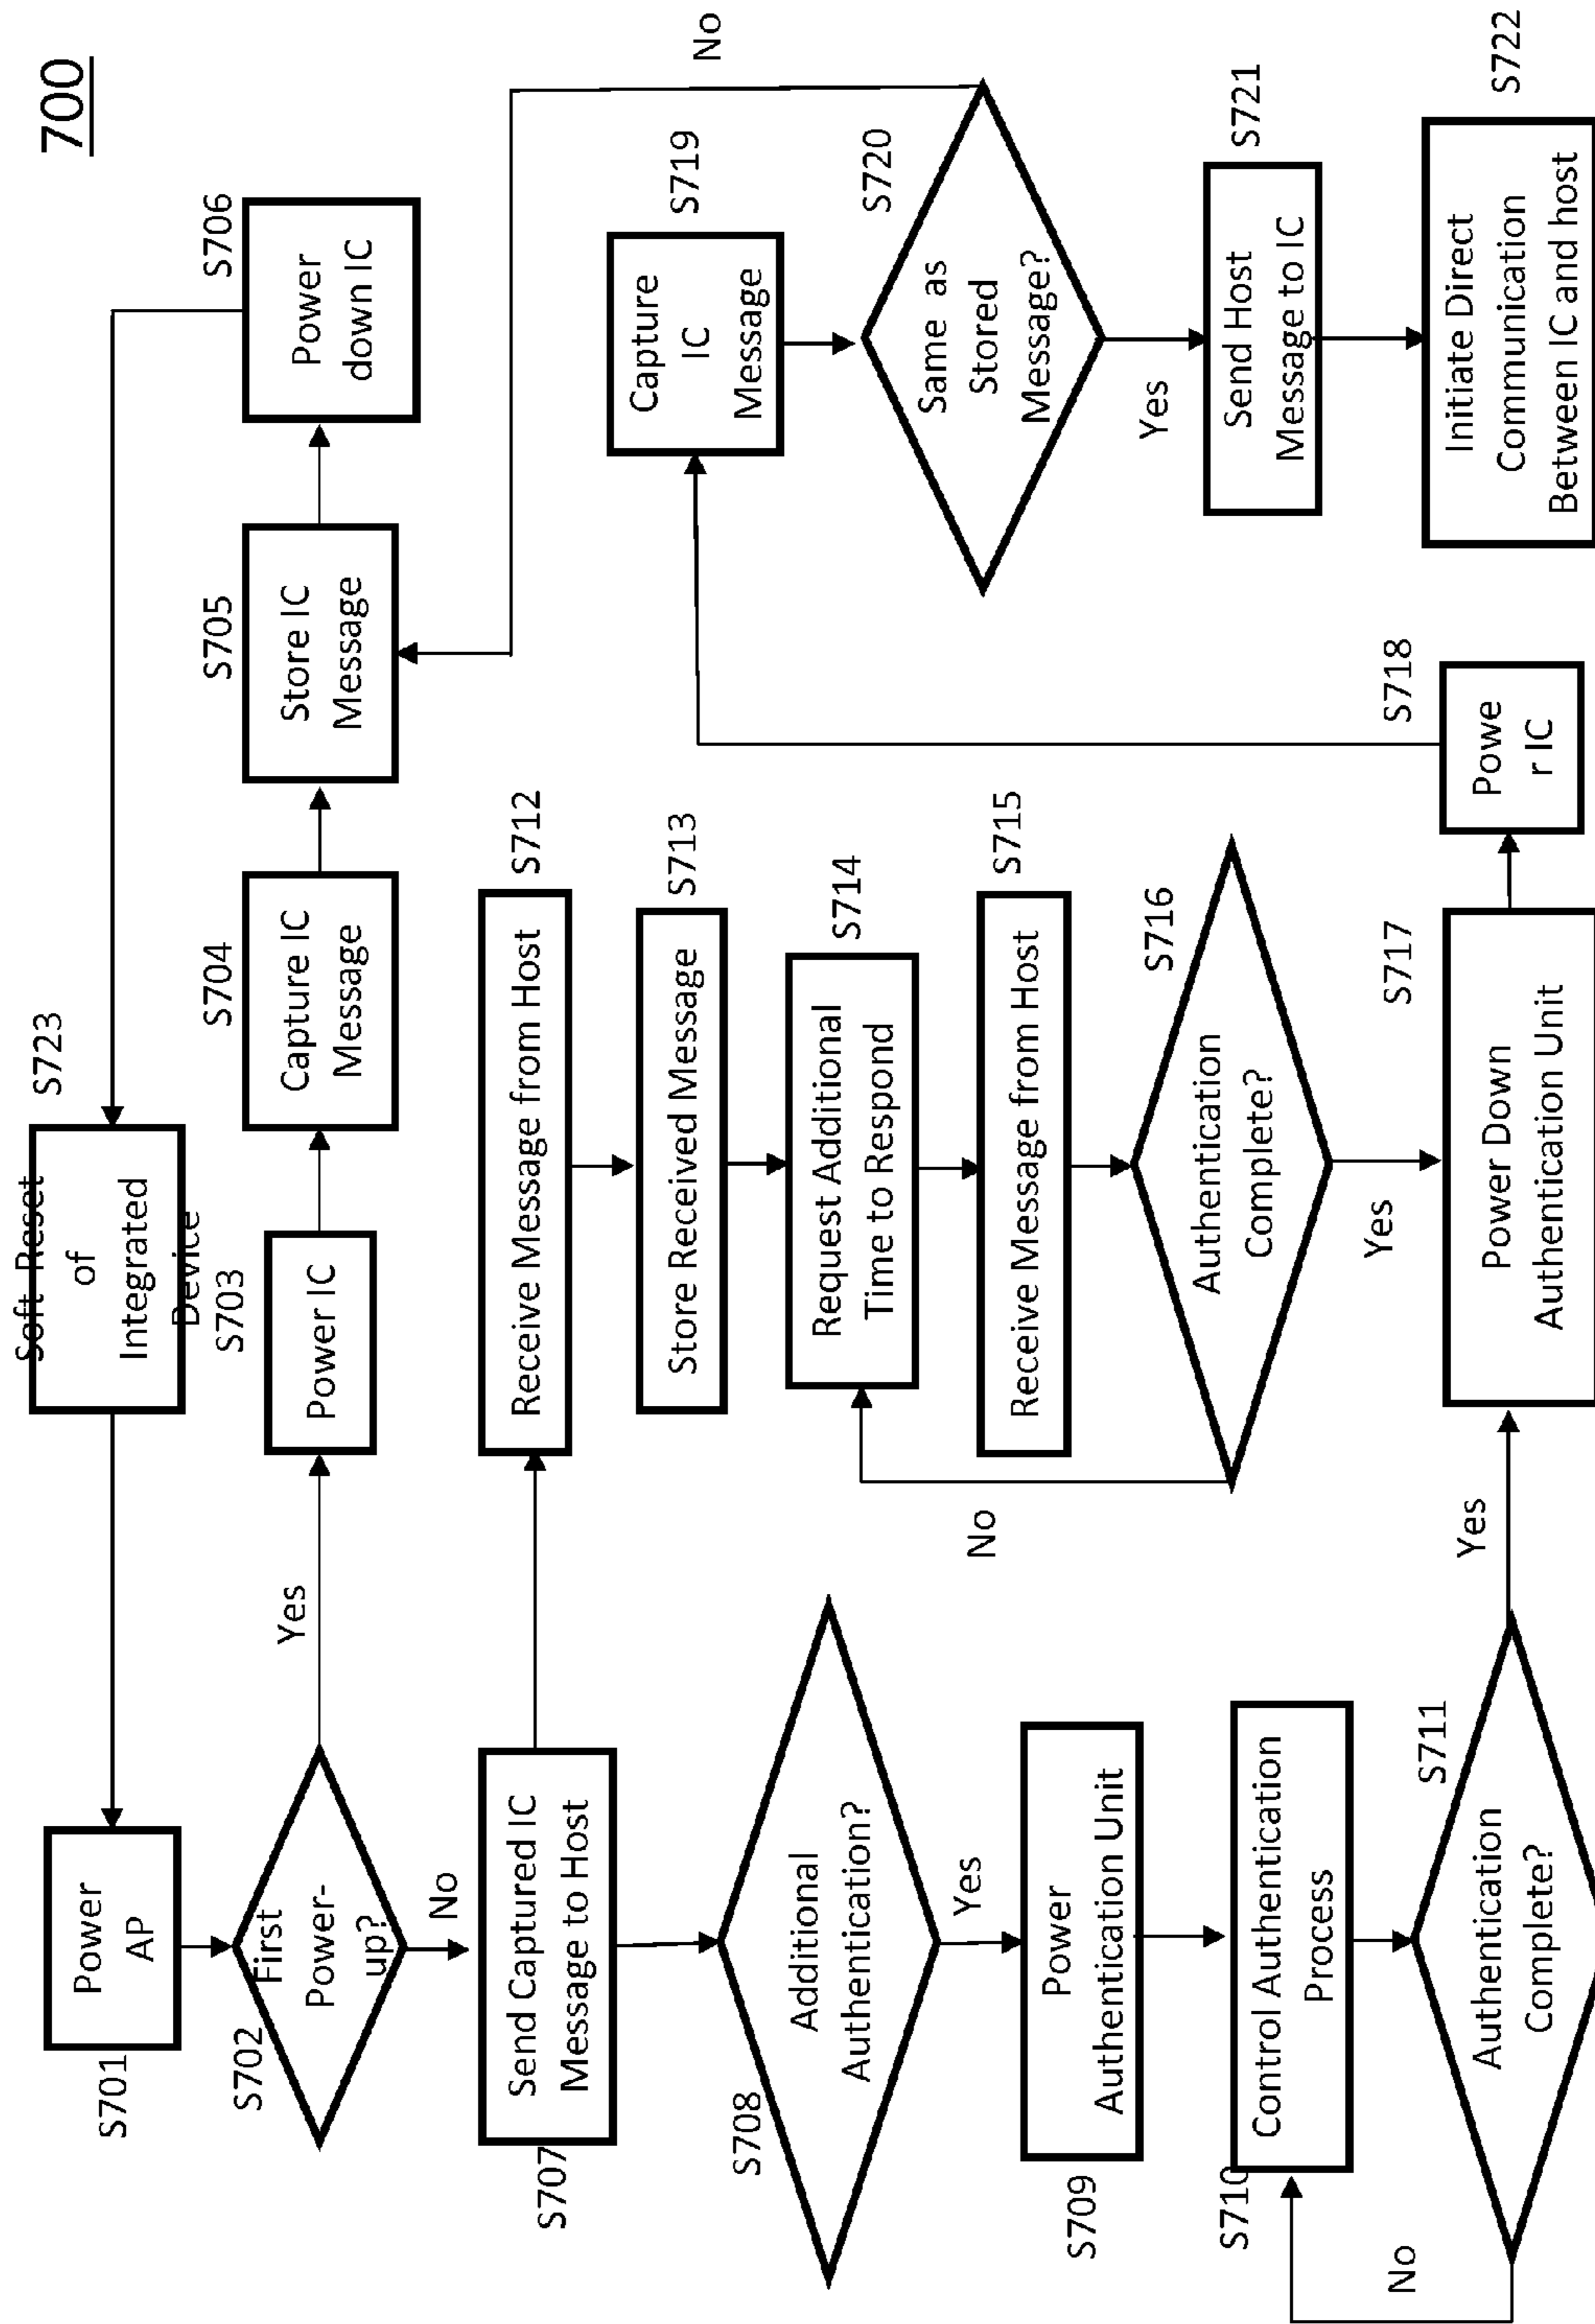 700
S701
Power
AP
S723
Soft Reset
of
Integrated
Device
S702
First
Power-
up?
Yes
No
S703
Power IC
S704
Capture IC
Message
S705
Store IC
Message
S706
Power
down IC
S707
Send Captured IC
Message to Host
S708
Additional
Authentication?
Yes
S709
Power
Authentication Unit
S710
Control Authentication
Process
S711
Authentication
Complete?
No
Yes
S712
Receive Message from Host
S713
Store Received Message
S714
Request Additional
Time to Respond
S715
Receive Message from Host
S716
Authentication
Complete?
No
Yes
S717
Power Down
Authentication Unit
S718
Powe
r IC
S719
Capture
IC
Message
S720
Same as
Stored
Message?
No
Yes
S721
Send Host
Message to IC
S722
Initiate Direct
Communication
Between IC and host